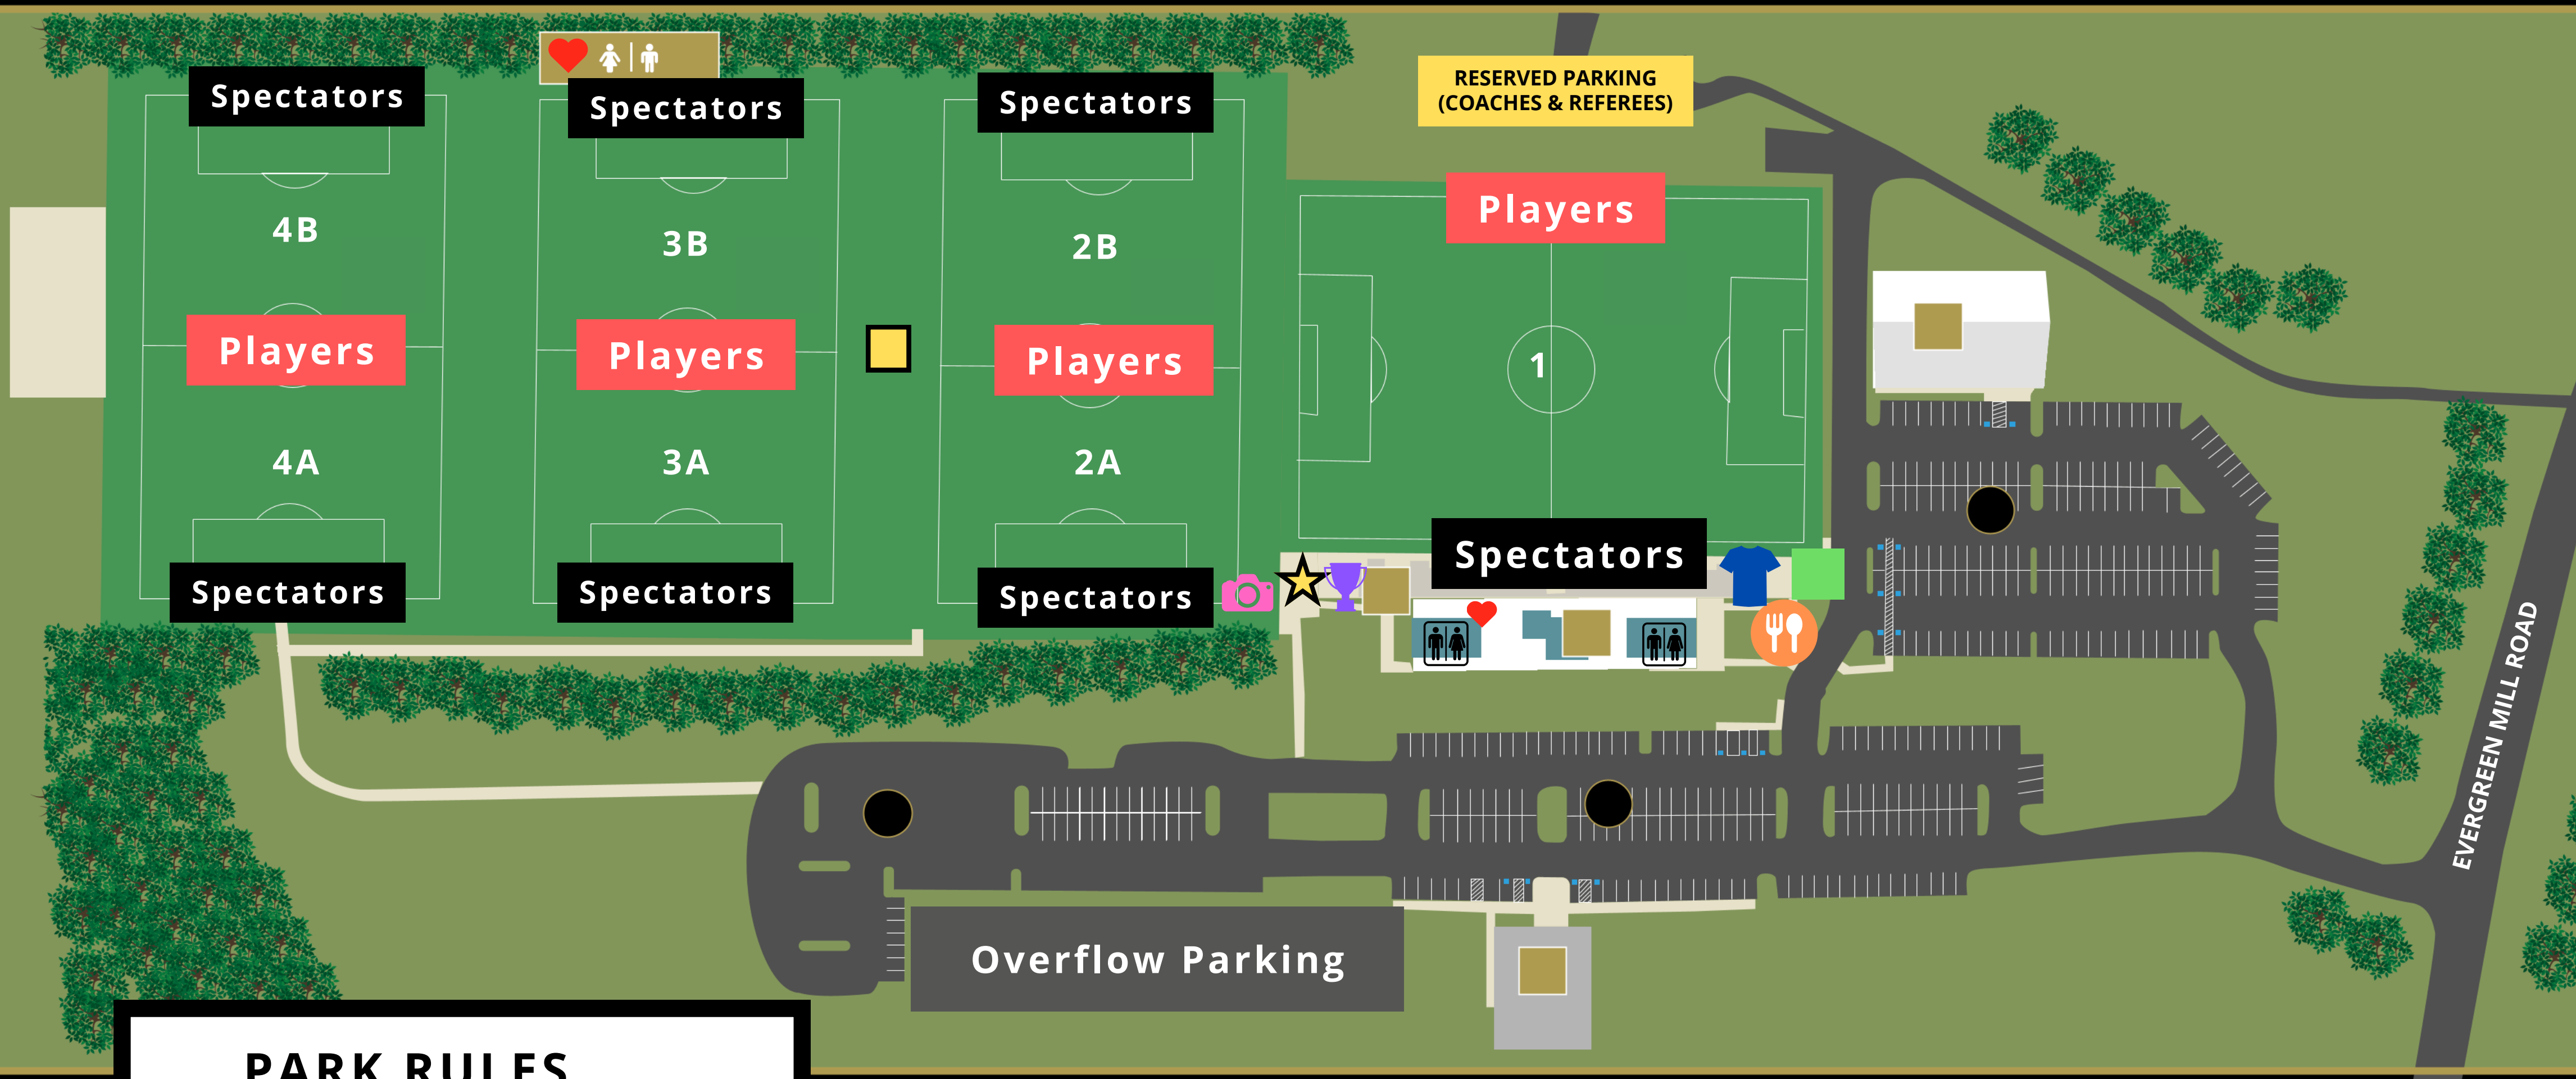 RESERVED PARKING
(COACHES & REFEREES)
Spectators
Spectators
Spectators
Players
4B
3B
2B
Players
Players
Players
1
4A
3A
2A
Spectators
Spectators
Spectators
Spectators
EVERGREEN MILL ROAD
Overflow Parking
PARK RULES